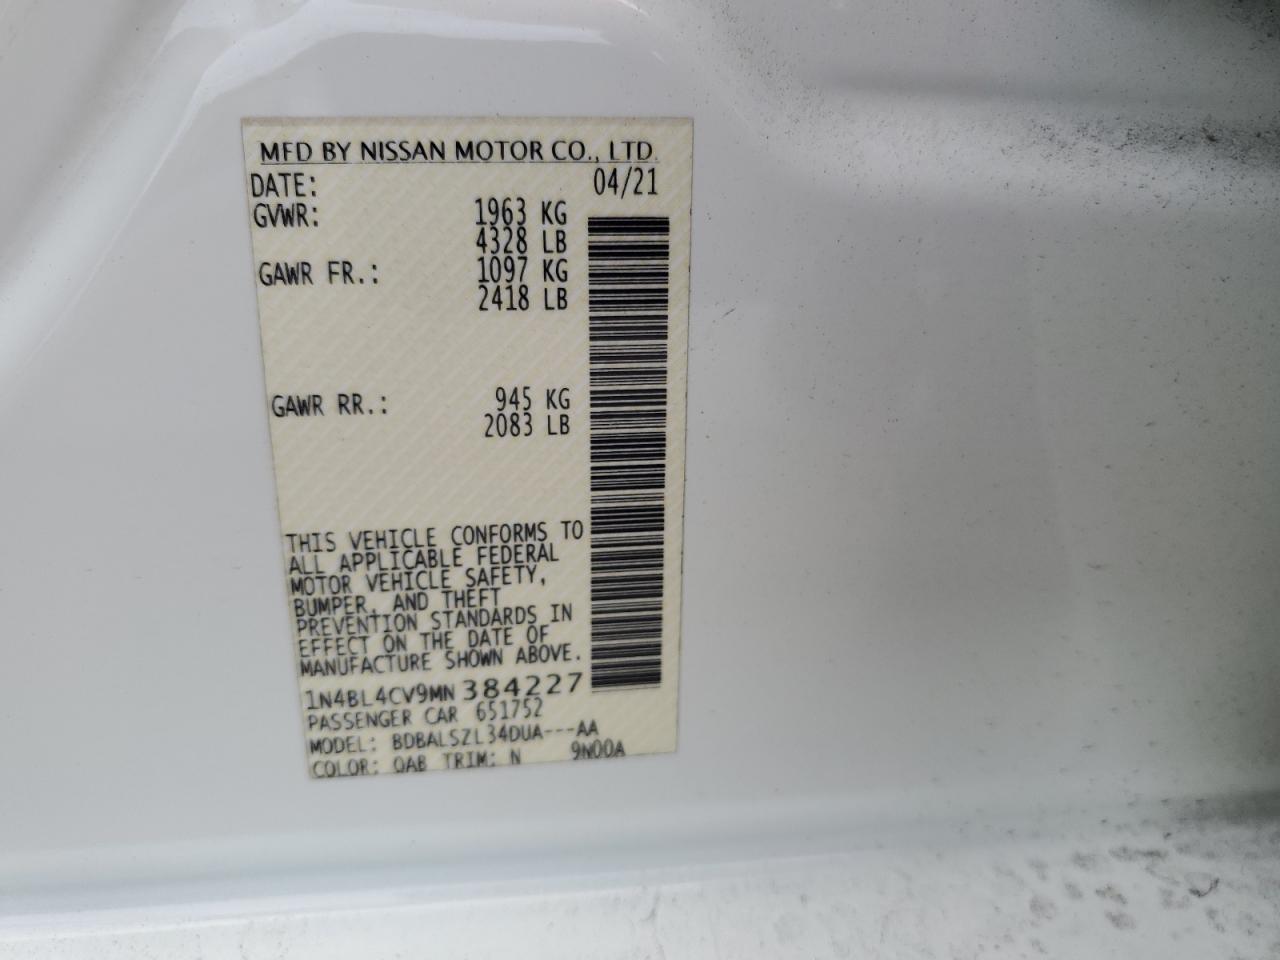 MFD BY NISSAN MOTOR CO., LTD.
DATE: 04/21
GVWR: 1963 KG
4328 LB
GAWR FR.: 1097 KG
2418 LB
GAWR RR.: 945 KG
2083 LB
THIS VEHICLE CONFORMS TO
ALL APPLICABLE FEDERAL
MOTOR VEHICLE SAFETY,
BUMPER, AND THEFT
PREVENTION STANDARDS IN
EFFECT ON THE DATE OF
MANUFACTURE SHOWN ABOVE.
1N4BL4CV9MN384227
PASSENGER CAR 651752
MODEL: BDBALSZL34DUA---AA
COLOR: QAB TRIM: N 9N00A